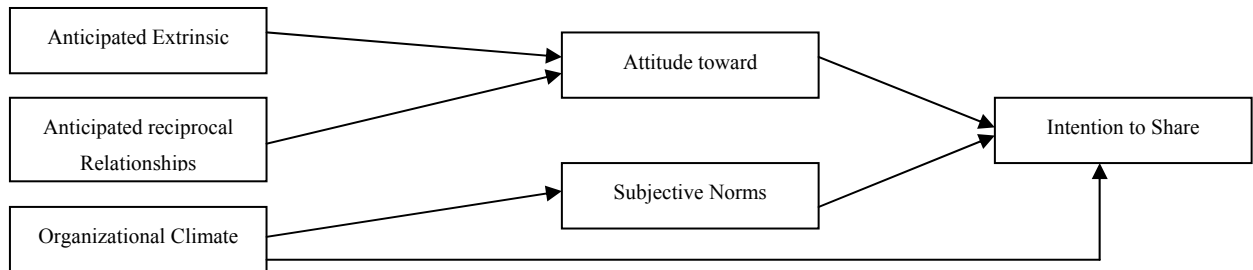 Anticipated Extrinsic
Attitude toward
Anticipated reciprocal
Relationships
Intention to Share
Subjective Norms
Organizational Climate